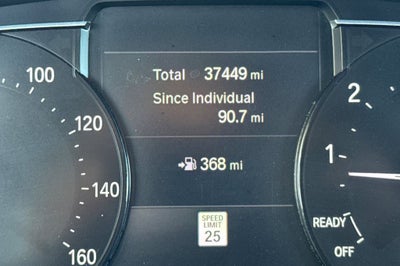 Total 37449 mi
Since Individual
90.7 mi
368 mi
SPEED
LIMIT
25
100
120
140
160
2
1
READY
OFF